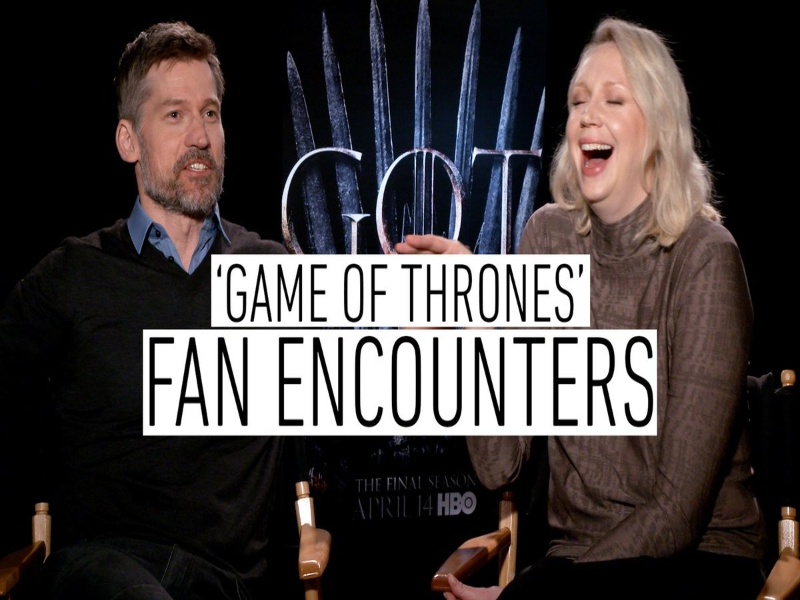 GOT
‘GAME OF THRONES’
FAN ENCOUNTERS
THE FINAL SEASON
APRIL 14 HBO